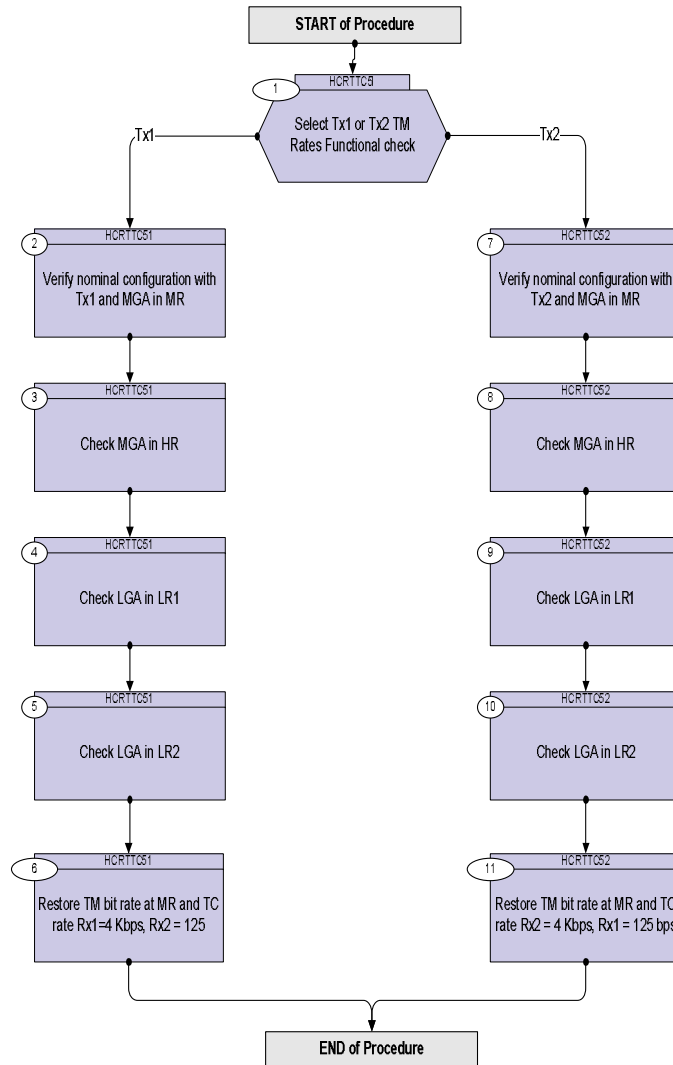 START of Procedure
HCRTTC5I
1
Select Tx1 or Tx2 TM
Rates Functional check
Tx1
Tx2
HCRTTC51
2
Verify nominal configuration with
Tx1 and MGA in MR
HCRTTC51
3
Check MGA in HR
HCRTTC51
4
Check LGA in LR1
HCRTTC51
5
Check LGA in LR2
HCRTTC51
6
Restore TM bit rate at MR and TC
rate Rx1=4 Kbps, Rx2 = 125
HCRTTC52
7
Verify nominal configuration with
Tx2 and MGA in MR
HCRTTC52
8
Check MGA in HR
HCRTTC52
9
Check LGA in LR1
HCRTTC52
10
Check LGA in LR2
HCRTTC52
11
Restore TM bit rate at MR and TC
rate Rx2 = 4 Kbps, Rx1 = 125 bps
END of Procedure